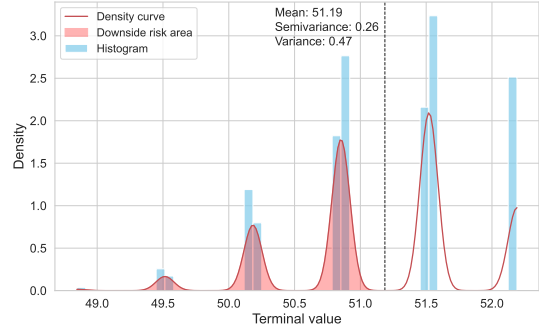 Density curve
Downside risk area
Histogram
Mean: 51.19
Semivariance: 0.26
Variance: 0.47
Density
3.0
2.5
2.0
1.5
1.0
0.5
0.0
49.0 49.5 50.0 50.5 51.0 51.5 52.0
Terminal value